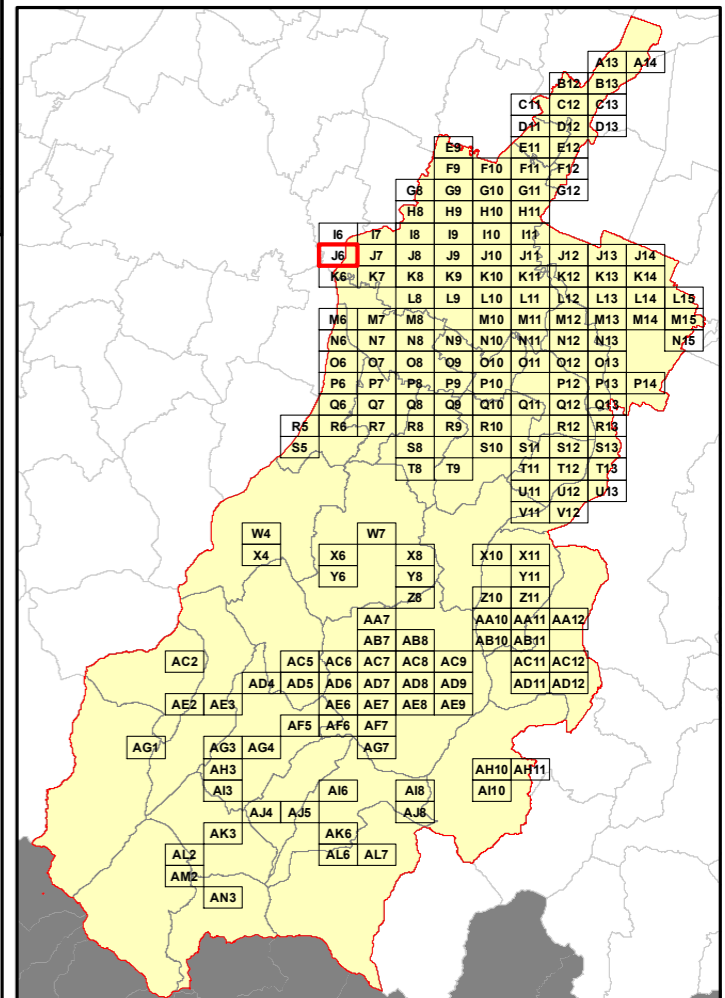 A13 A14
B12 B13
C11 C12 C13
D11 D12 D13
E9 E11 E12
F9 F10 F11 F12
G8 G9 G10 G11 G12
H8 H9 H10 H11
I6 I7 I8 I9 I10 I11
J6 J7 J8 J9 J10 J11 J12 J13 J14
K6 K7 K8 K9 K10 K11 K12 K13 K14
L8 L9 L10 L11 L12 L13 L14 L15
M6 M7 M8 M10 M11 M12 M13 M14 M15
N6 N7 N8 N9 N10 N11 N12 N13 N15
O6 O7 O8 O9 O10 O11 O12 O13
P6 P7 P8 P9 P10 P12 P13 P14
Q6 Q7 Q8 Q9 Q10 Q11 Q12 Q13
R5 R6 R7 R8 R9 R10 R12 R13
S5 S8 S10 S11 S12 S13
T8 T9 T11 T12 T13
U11 U12 U13
V11 V12
W4 W7
X4 X6 X8 X10 X11
Y6 Y8 Y11
Z8 Z10 Z11
AA7 AA10 AA11 AA12
AB7 AB8 AB10 AB11
AC2 AC5 AC6 AC7 AC8 AC9 AC11 AC12
AD4 AD5 AD6 AD7 AD8 AD9 AD11 AD12
AE2 AE3 AE6 AE7 AE8 AE9
AF5 AF6 AF7
AG1 AG3 AG4 AG7
AH3 AH10 AH11
AI3 AI6 AI8 AI10
AJ4 AJ5 AJ8
AK3 AK6
AL2 AL6 AL7
AM2
AN3